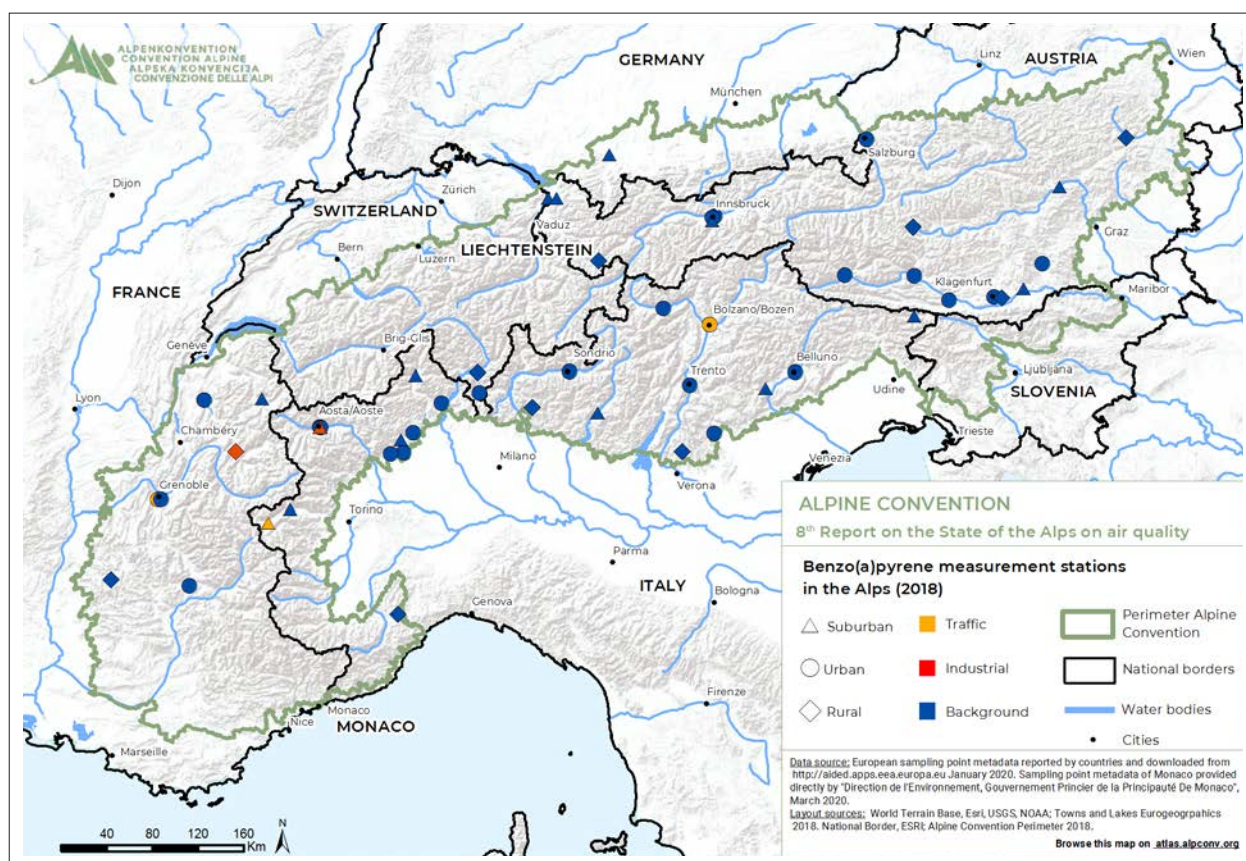 ALPENKONVENTION
CONVENTION ALPINE
ALPSKA KONVENCIJA
CONVENZIONE DELLE ALPI
GERMANY
Linz
AUSTRIA
Wien
München
Salzburg
Dijon
Zürich
SWITZERLAND
Innsbruck
Vaduz
LIECHTENSTEIN
Graz
Bern
Luzern
FRANCE
Klagenfurt
Maribor
Bolzano/Bozen
Genève
Brig-Glis
Sondrio
Belluno
Trento
Ljubljana
Udine
SLOVENIA
Lyon
Aosta/Aoste
Chambéry
Trieste
Milano
Venezia
Verona
Grenoble
Torino
Parma
ITALY
Bologna
Genova
Firenze
Monaco
Nice
MONACO
Marseille
ALPINE CONVENTION
8th Report on the State of the Alps on air quality
Benzo(a)pyrene measurement stations
in the Alps (2018)
Suburban
Traffic
Perimeter Alpine
Convention
Urban
Industrial
National borders
Rural
Background
Water bodies
Cities
Data source: European sampling point metadata reported by countries and downloaded from
http://aided.apps.eea.europa.eu January 2020. Sampling point metadata of Monaco provided
directly by "Direction de l'Environnement, Gouvernement Princier de la Principauté De Monaco",
March 2020.
Layout sources: World Terrain Base, Esri, USGS, NOAA; Towns and Lakes Eurogeogrpahics
2018. National Border, ESRI; Alpine Convention Perimeter 2018.
Browse this map on atlas.alpconv.org
40 80 120 160
Km
N